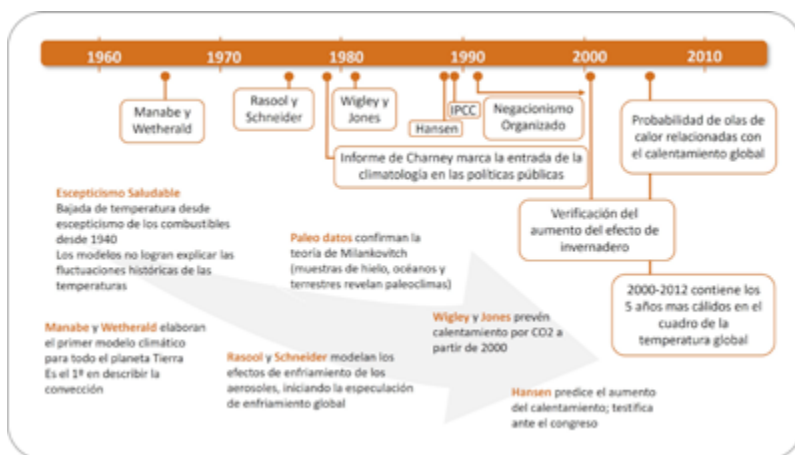 1960 1970 1980 1990 2000 2010
Manabe y
Wetherald
Rasool y
Schneider
Wigley y
Jones
Hansen
IPCC
Negacionismo
Organizado
Probabilidad de olas de
calor relacionadas con
el calentamiento global
Informe de Charney marca la entrada de la
climatología en las políticas públicas
Verificación del
aumento del efecto de
invernadero
2000-2012 contiene los
5 años mas cálidos en el
cuadro de la
temperatura global
Escepticismo Saludable
Bajada de temperatura desde
escepticismo de los combustibles
desde 1940
Los modelos no logran explicar las
fluctuaciones históricas de las
temperaturas
Paleo datos confirman la
teoría de Milankovitch
(muestras de hielo, océanos y
terrestres revelan paleoclimas)
Manabe y Wetherald elaboran
el primer modelo climático
para todo el planeta Tierra
Es el 1º en describir la
convección
Rasool y Schneider modelan los
efectos de enfriamiento de los
aerosoles, iniciando la especulación
de enfriamiento global
Wigley y Jones prevén
calentamiento por CO2 a
partir de 2000
Hansen predice el aumento
del calentamiento; testifica
ante el congreso